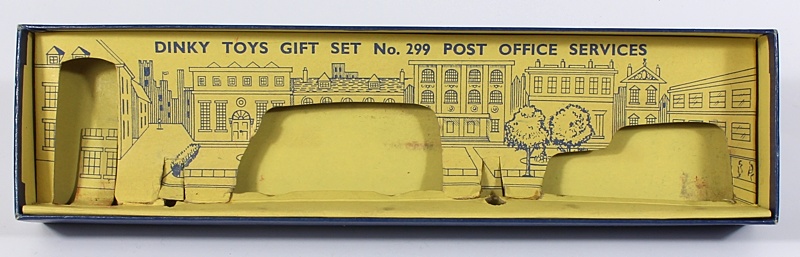 DINKY TOYS GIFT SET No. 299 POST OFFICE SERVICES